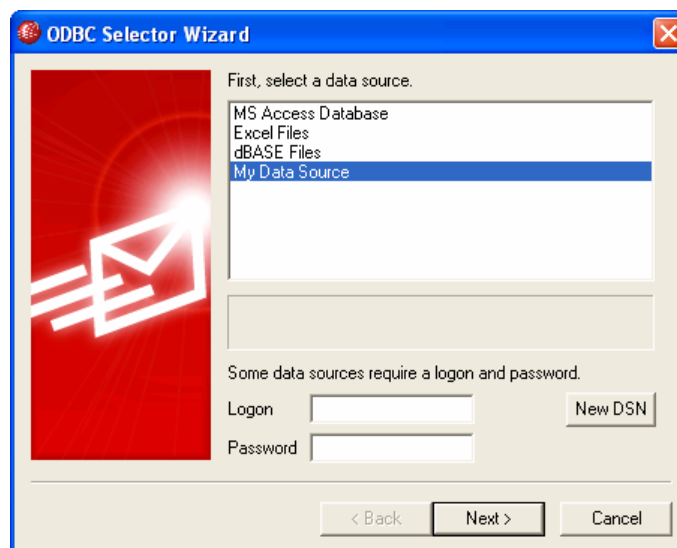 ODBC Selector Wizard
First, select a data source.
MS Access Database
Excel Files
dBASE Files
My Data Source
Some data sources require a logon and password.
Logon
New DSN
Password
< Back
Next >
Cancel